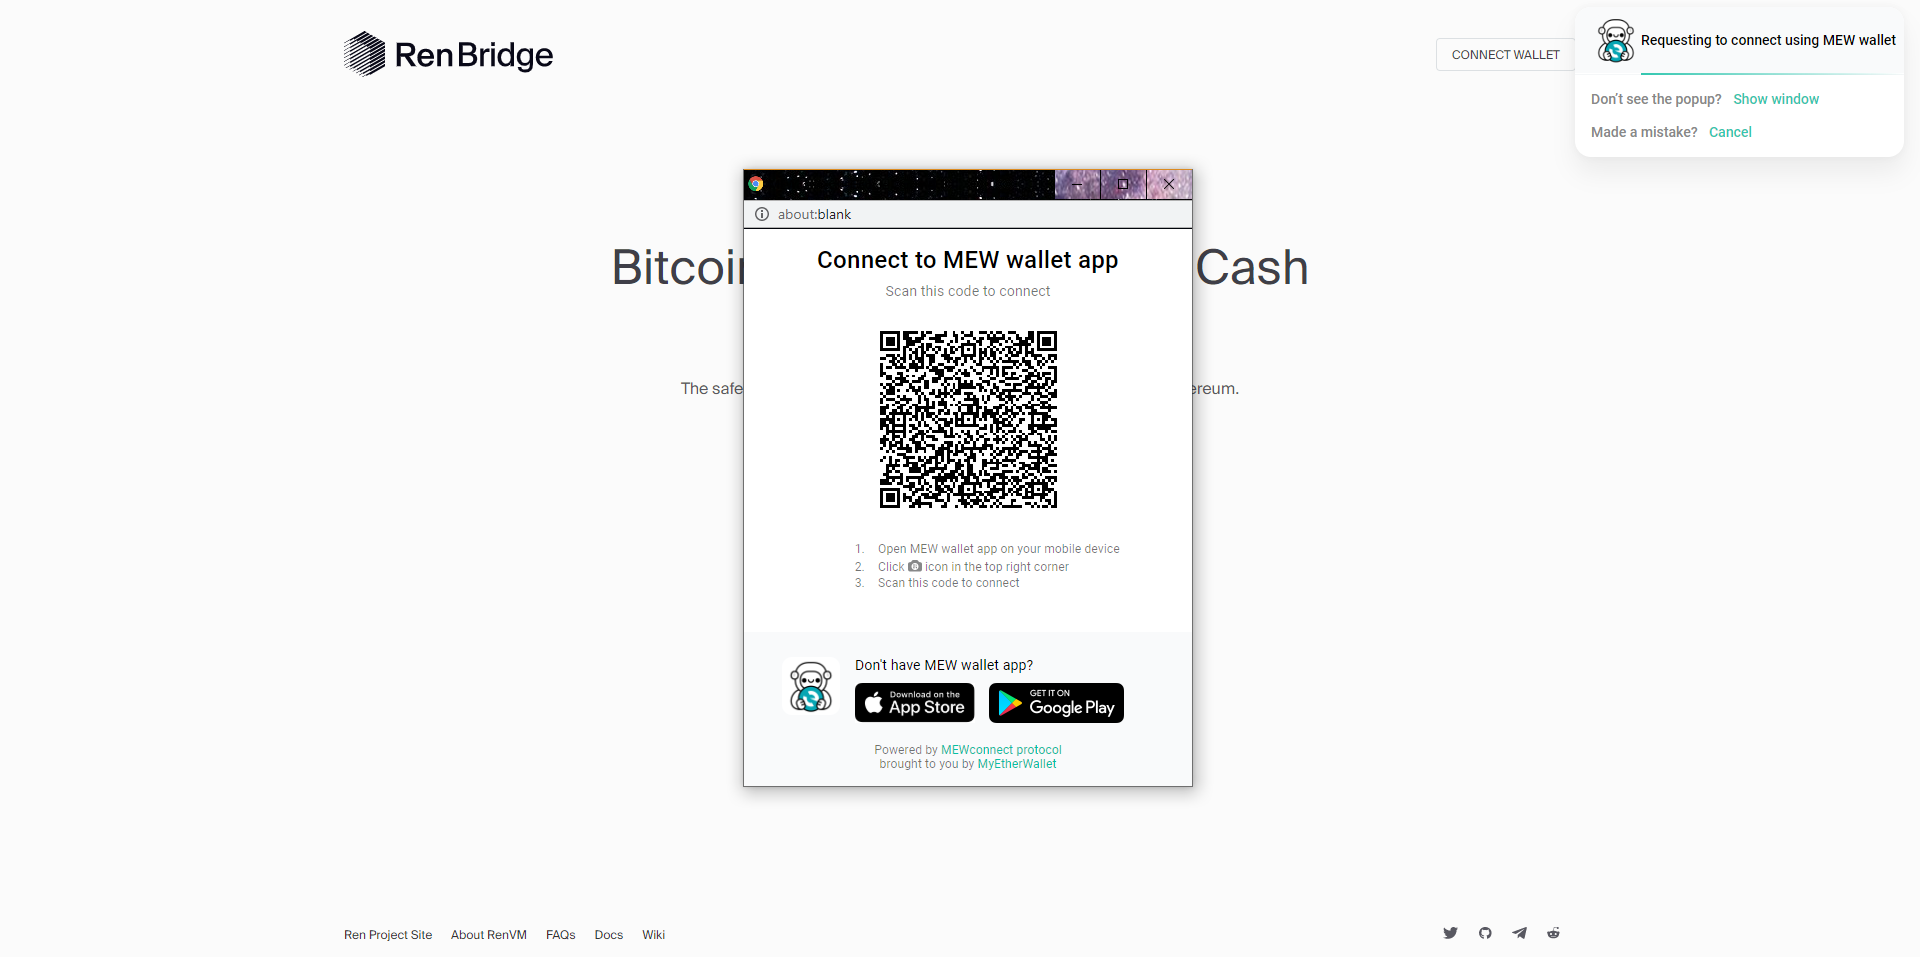 Ren Bridge
CONNECT WALLET
Requesting to connect using MEW wallet
Don't see the popup? Show window
Made a mistake? Cancel
about:blank
Connect to MEW wallet app
Scan this code to connect
Cash
The safe
1. Open MEW wallet app on your mobile device
2. Click icon in the top right corner
3. Scan this code to connect
Don't have MEW wallet app?
Download on the
App Store
GET IT ON
Google Play
Powered by MEWconnect protocol
brought to you by MyEtherWallet
Ren Project Site About RenVM FAQs Docs Wiki